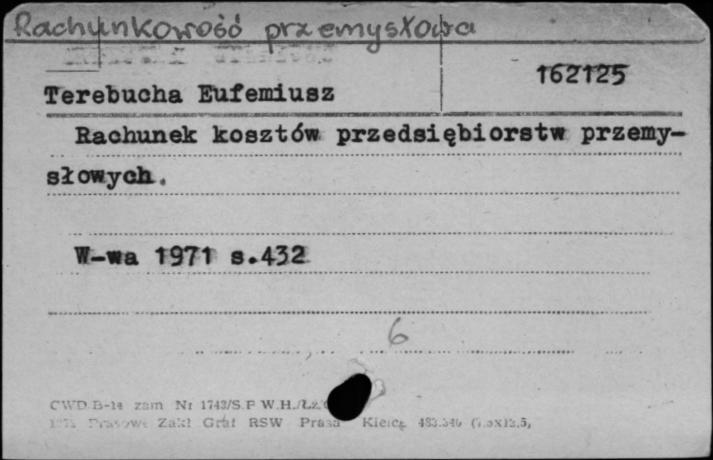 Rachunkowość przemysłowa
162125
Terebucha Eufemiusz
Rachunek kosztów przedsiębiorstw przemy-
słowych.
W-wa 1971 s.432
6
CWD B-14 zam Nr 1743/S.P W.H./Łż
Zakł Graf RSW Prasa Kielce